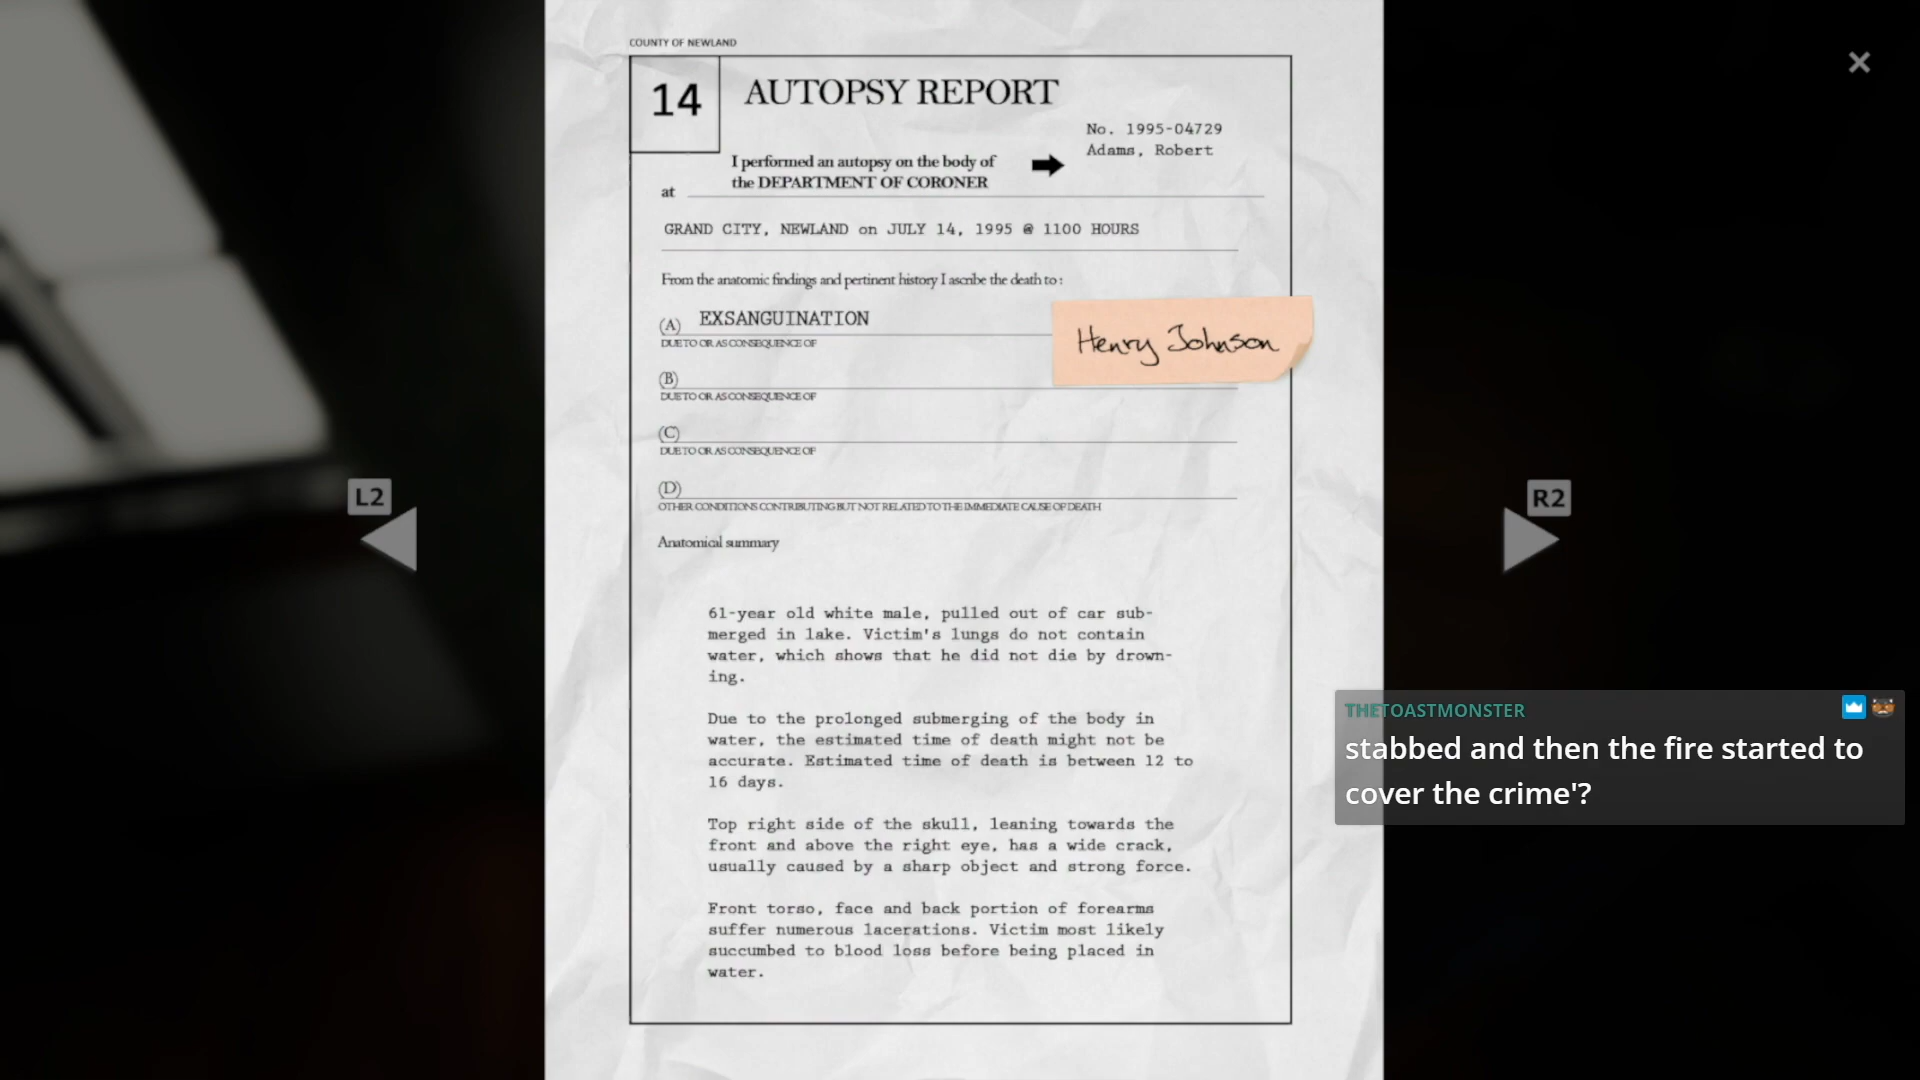 COUNTY OF NEWLAND
14
AUTOPSY REPORT
No. 1995-04729
Adams, Robert
I performed an autopsy on the body of
the DEPARTMENT OF CORONER
at
GRAND CITY, NEWLAND on JULY 14, 1995 @ 1100 HOURS
From the anatomic findings and pertinent history I ascribe the death to :
(A) EXSANGUINATION
DUE TO OR AS CONSEQUENCE OF
Henry Johnson
(B)
DUE TO OR AS CONSEQUENCE OF
(C)
DUE TO OR AS CONSEQUENCE OF
(D)
OTHER CONDITIONS CONTRIBUTING BUT NOT RELATED TO THE IMMEDIATE CAUSE OF DEATH
Anatomical summary
61-year old white male, pulled out of car sub-
merged in lake. Victim's lungs do not contain
water, which shows that he did not die by drown-
ing.
Due to the prolonged submerging of the body in
water, the estimated time of death might not be
accurate. Estimated time of death is between 12 to
16 days.
Top right side of the skull, leaning towards the
front and above the right eye, has a wide crack,
usually caused by a sharp object and strong force.
Front torso, face and back portion of forearms
suffer numerous lacerations. Victim most likely
succumbed to blood loss before being placed in
water.
L2
R2
THETOASTMONSTER
stabbed and then the fire started to
cover the crime'?